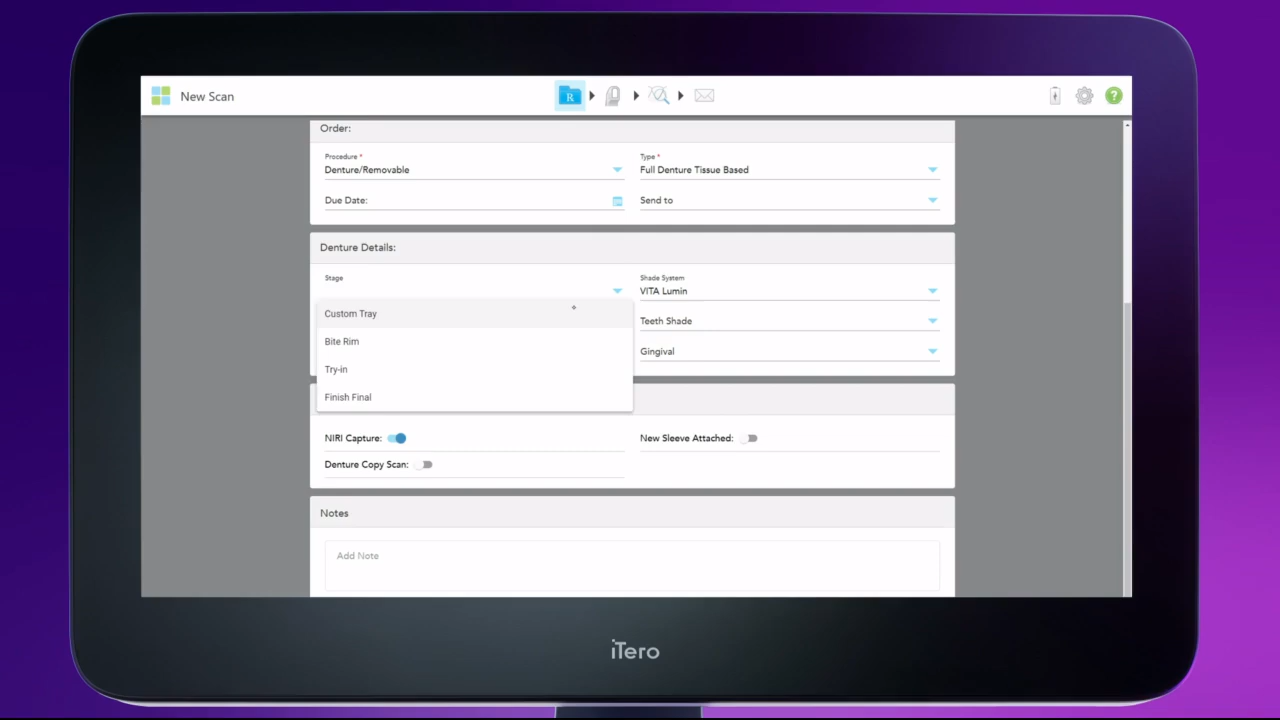 New Scan
R
?
Order:
Procedure * Type *
Denture/Removable Full Denture Tissue Based
Due Date: Send to
Denture Details:
Stage Shade System
VITA Lumin
Custom Tray
Teeth Shade
Bite Rim
Gingival
Try-in
Finish Final
NIRI Capture: New Sleeve Attached:
Denture Copy Scan:
Notes
Add Note
iTero